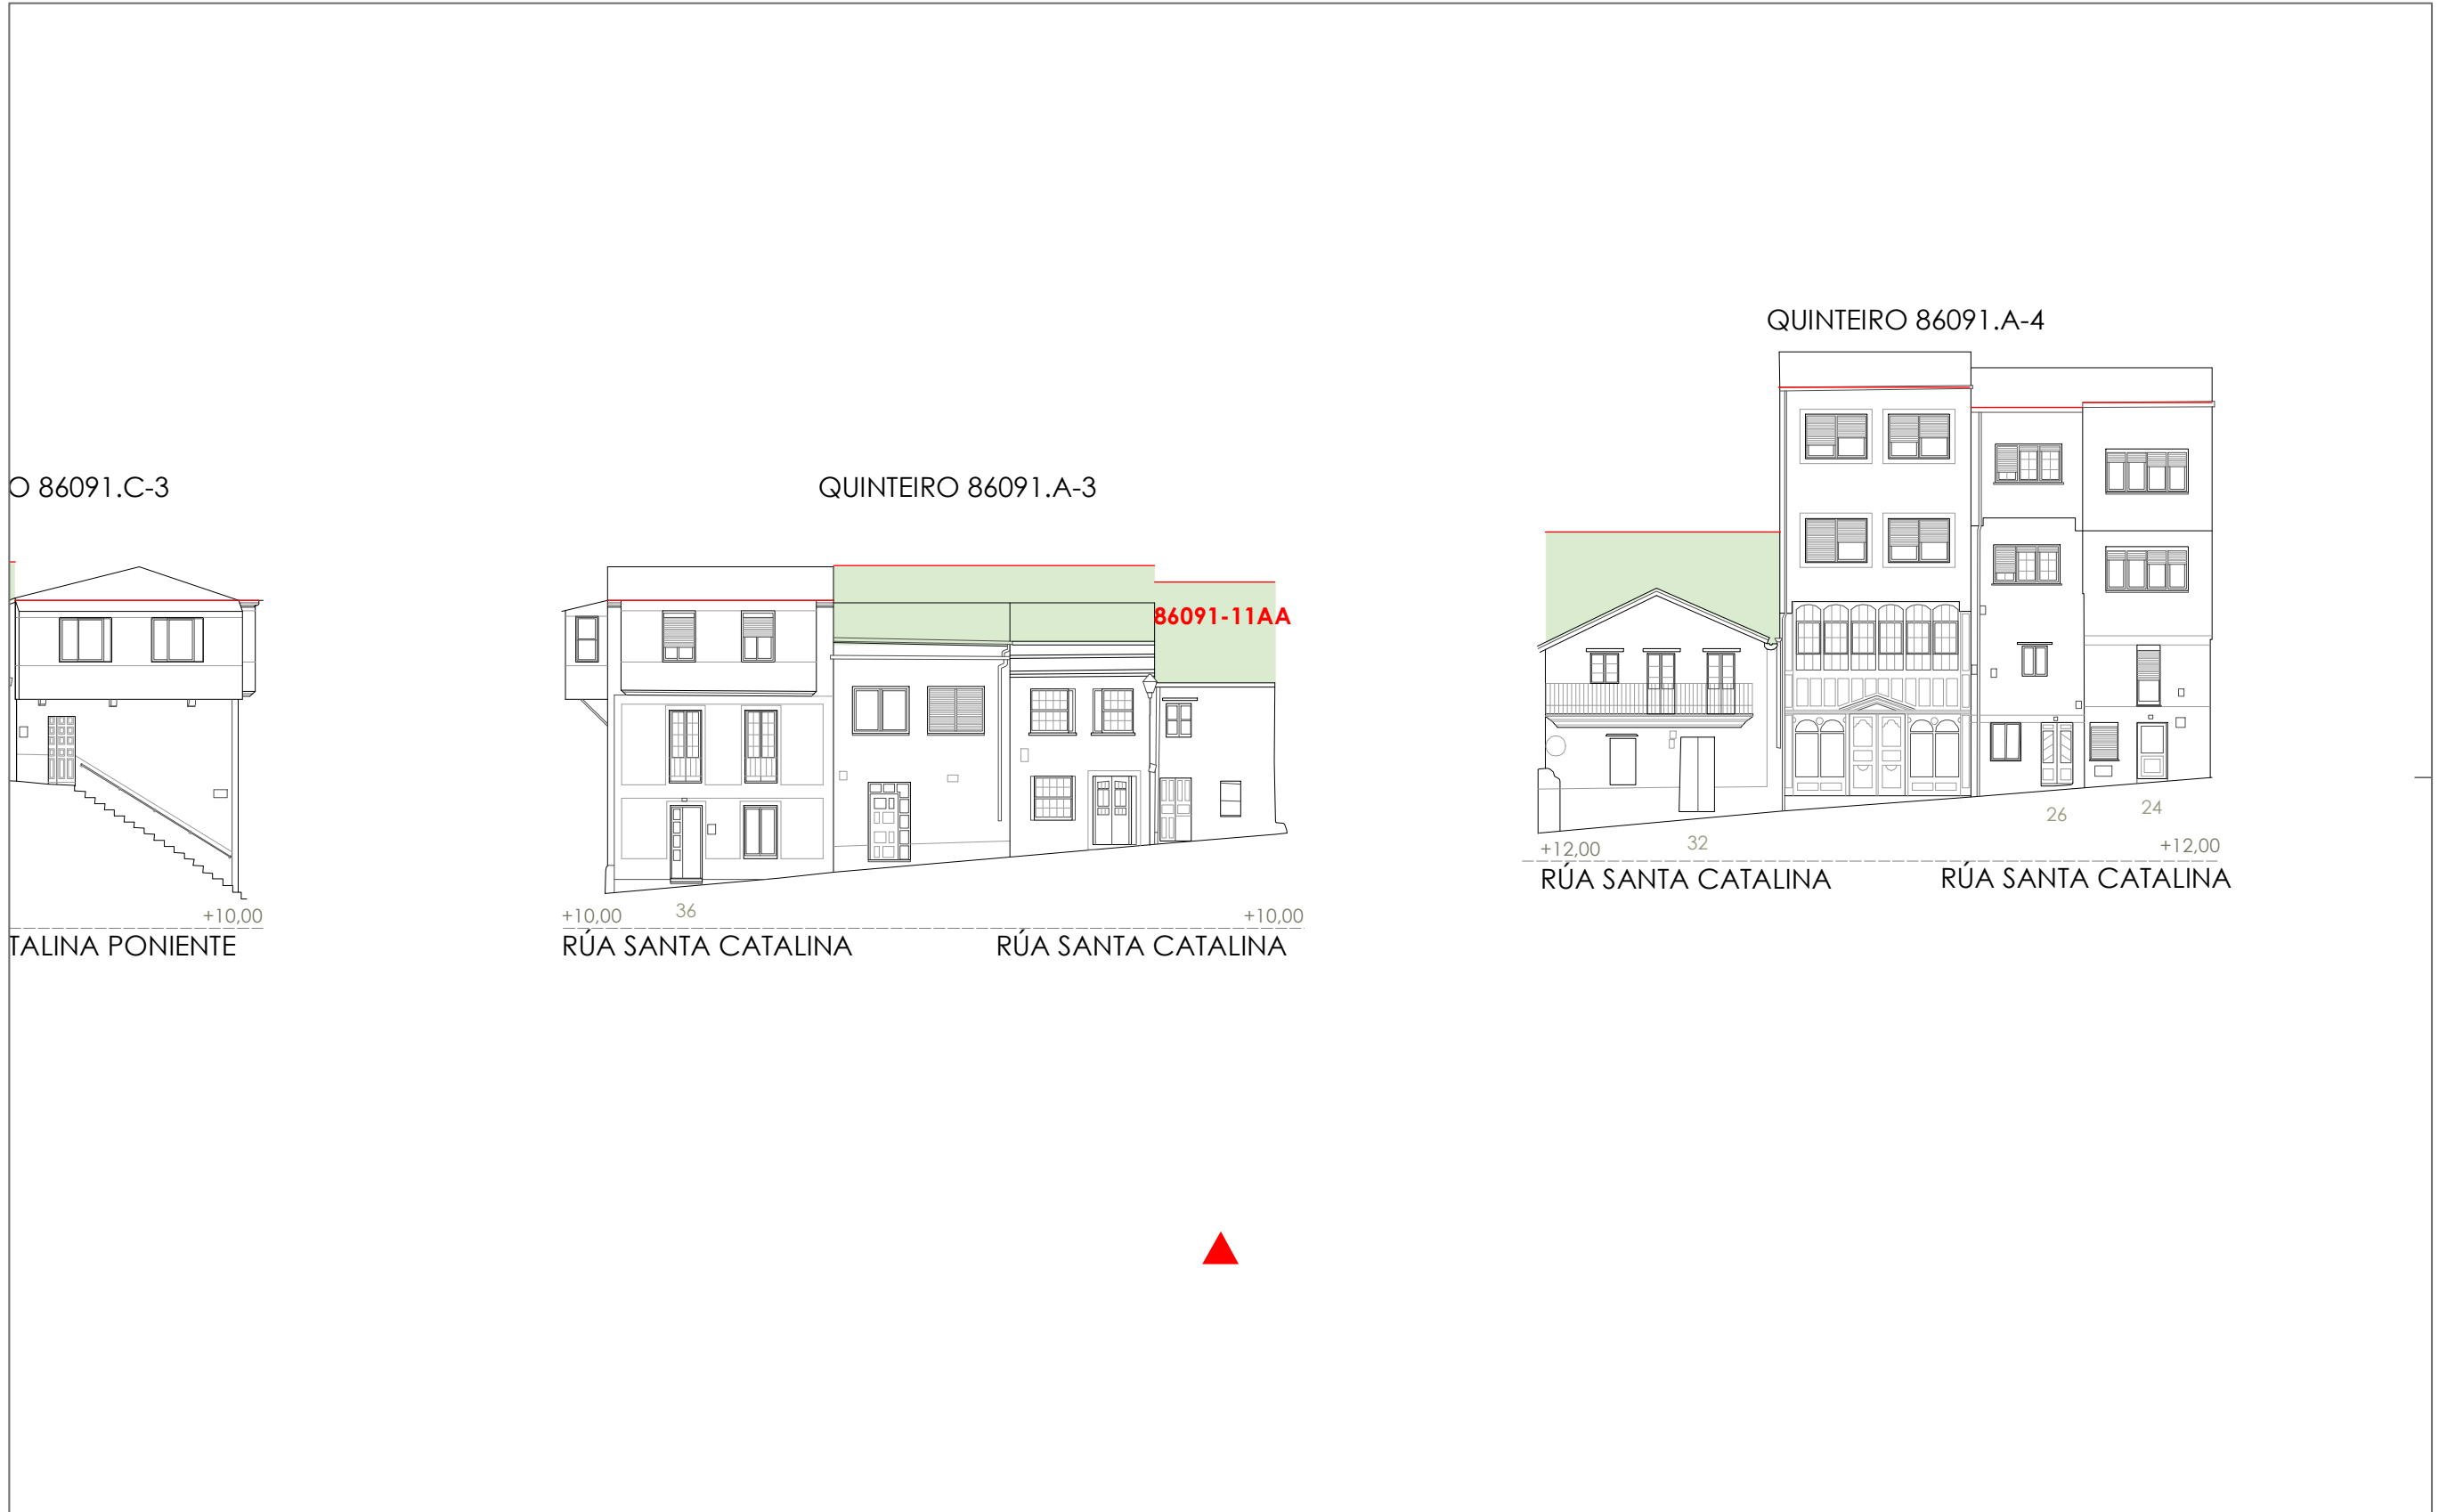 QUINTEIRO 86091.A-4
O 86091.C-3
QUINTEIRO 86091.A-3
86091-11AA
26
24
+12,00
32
+12,00
RÚA SANTA CATALINA
RÚA SANTA CATALINA
+10,00
+10,00
36
+10,00
TALINA PONIENTE
RÚA SANTA CATALINA
RÚA SANTA CATALINA